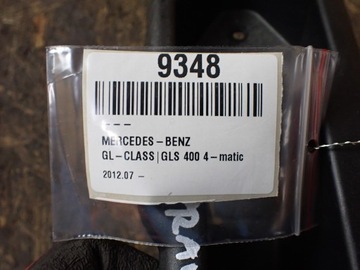 9348
– – –
MERCEDES – BENZ
GL – CLASS | GLS 400 4 – matic
2012.07 –